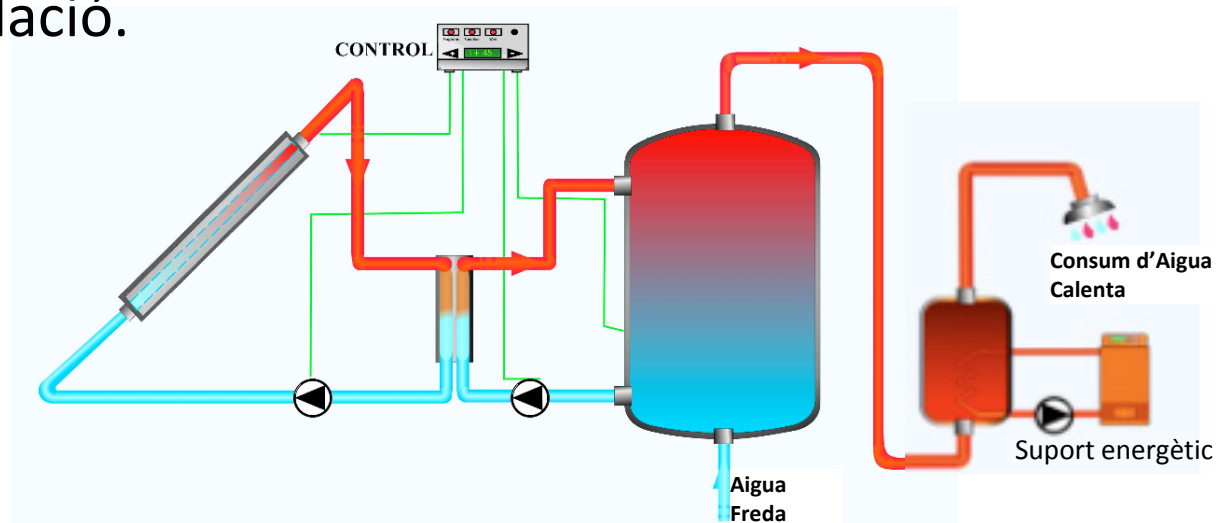 lació.
CONTROL
Consum d’Aigua
Calenta
Suport energètic
Aigua
Freda